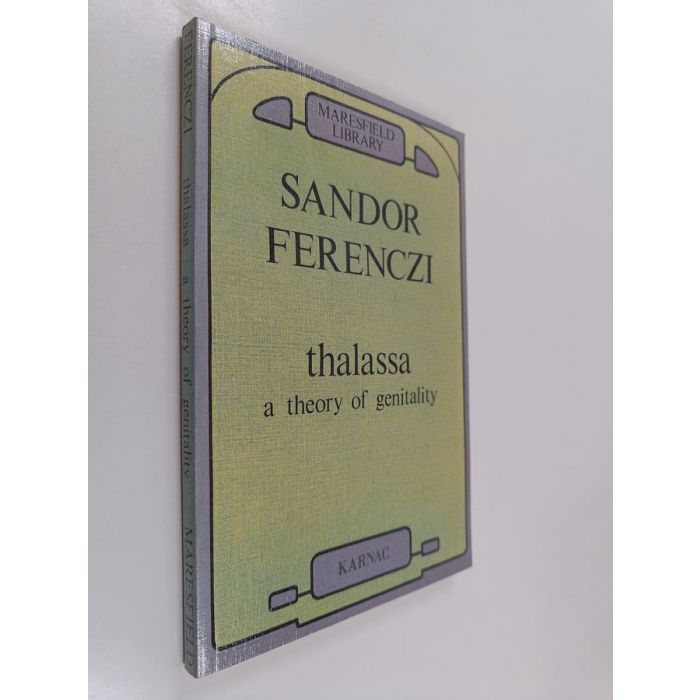 MARESFIELD
LIBRARY
SANDOR
FERENCZI
thalassa
a theory of genitality
KARNAC
FERENCZI thalassa : a theory of genitality MARESFIELD